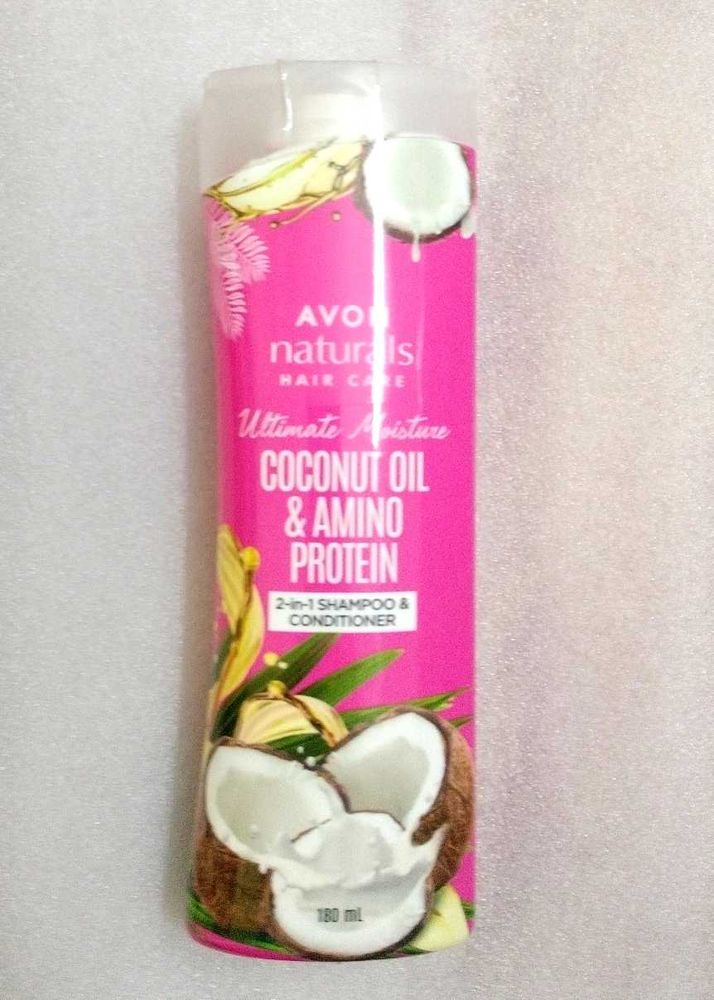 AVON
naturals
HAIR CARE
Ultimate Moisture
COCONUT OIL
& AMINO
PROTEIN
2-in-1 SHAMPOO &
CONDITIONER
180 mL